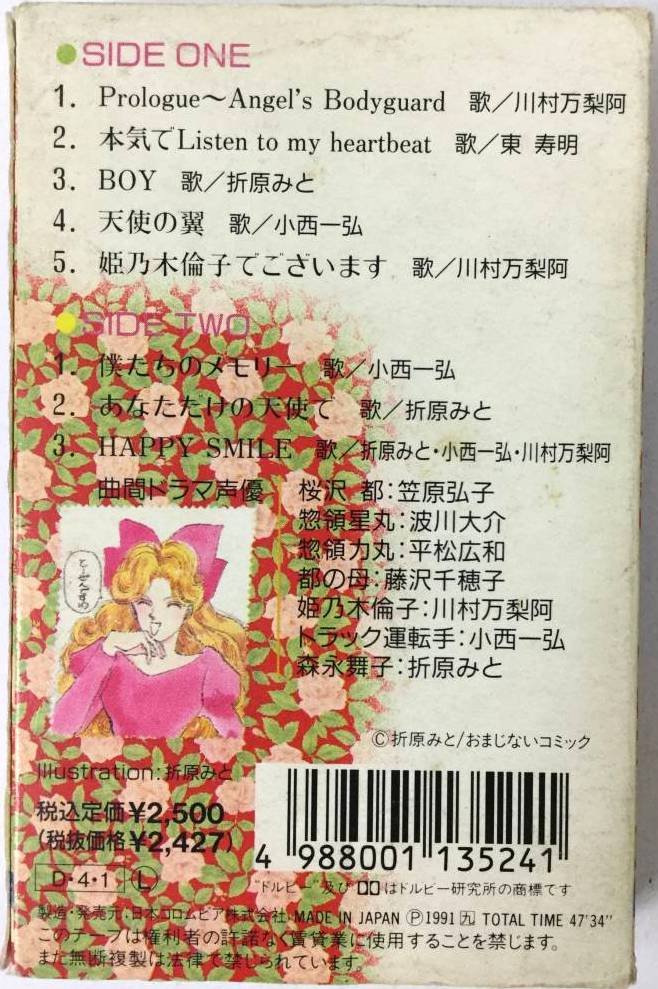 ●SIDE ONE
1. Prologue〜Angel's Bodyguard 歌／川村万梨阿
2. 本気でListen to my heartbeat 歌／東 寿明
3. BOY 歌／折原みと
4. 天使の翼 歌／小西一弘
5. 姫乃木倫子でございます 歌／川村万梨阿
●SIDE TWO
1. 僕たちのメモリー 歌／小西一弘
2. あなただけの天使て 歌／折原みと
3. HAPPY SMILE 歌／折原みと・小西一弘・川村万梨阿
曲間ドラマ声優
桜沢 都：笠原弘子
惣領星丸：波川大介
惣領力丸：平松広和
都の母：藤沢千穂子
姫乃木倫子：川村万梨阿
トラック運転手：小西一弘
森永舞子：折原みと
Ⓒ折原みと/おまじないコミック
Illustration：折原みと
税込定価¥2,500
(税抜価格¥2,427)
D・4・1 Ⓛ
4 988001 135241
"ドルビー"及びはドルビー研究所の商標です
製造・発売元・日本コロムビア株式会社 MADE IN JAPAN Ⓟ1991 九 TOTAL TIME 47'34"
このテープは権利者の許諾なく賃貸業に使用することを禁じます。
また無断複製は法律で禁じられています。